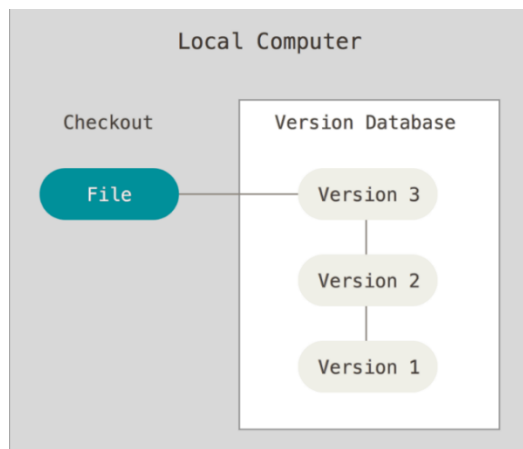 Local Computer
Checkout
Version Database
File
Version 3
Version 2
Version 1